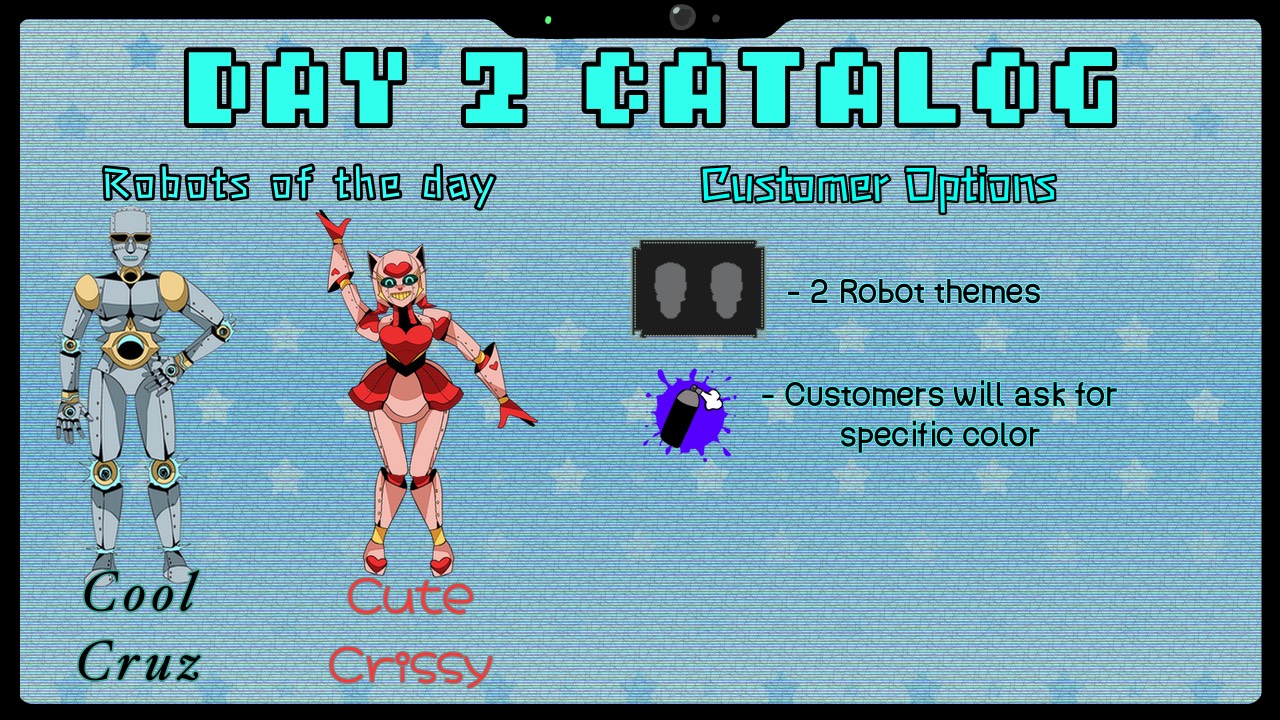 DAY 2 CATALOG
Robots of the day
Customer Options
- 2 Robot themes
- Customers will ask for
specific color
Cool
Cruz
Cute
Crissy